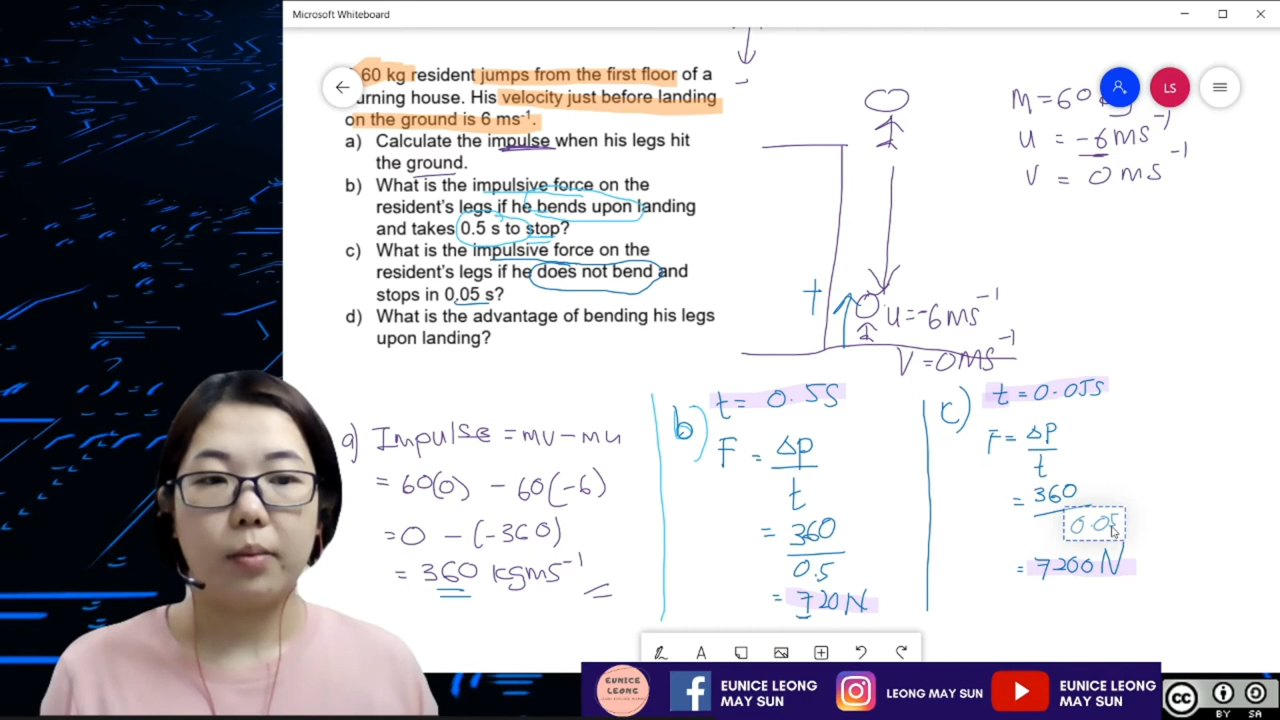 Microsoft Whiteboard
60 kg resident jumps from the first floor of a
urning house. His velocity just before landing
on the ground is 6 ms⁻¹.
a) Calculate the impulse when his legs hit
the ground.
b) What is the impulsive force on the
resident's legs if he bends upon landing
and takes 0.5 s to stop?
c) What is the impulsive force on the
resident's legs if he does not bend and
stops in 0.05 s?
d) What is the advantage of bending his legs
upon landing?
LS
M = 60 kg
u = -6 ms⁻¹
v = 0 ms⁻¹
+
u = -6 ms⁻¹
V = 0 ms⁻¹
a) Impulse = mv - mu
= 60(0) - 60(-6)
= 0 - (-360)
= 360 kgms⁻¹
b) t = 0.5s
F = ΔP
t
= 360
0.5
= 720N
c) t = 0.05s
F = ΔP
t
= 360
0.05
= 7200N
EUNICE
LEONG
EUNICE LEONG
MAY SUN
LEONG MAY SUN
EUNICE LEONG
MAY SUN
cc
BY SA